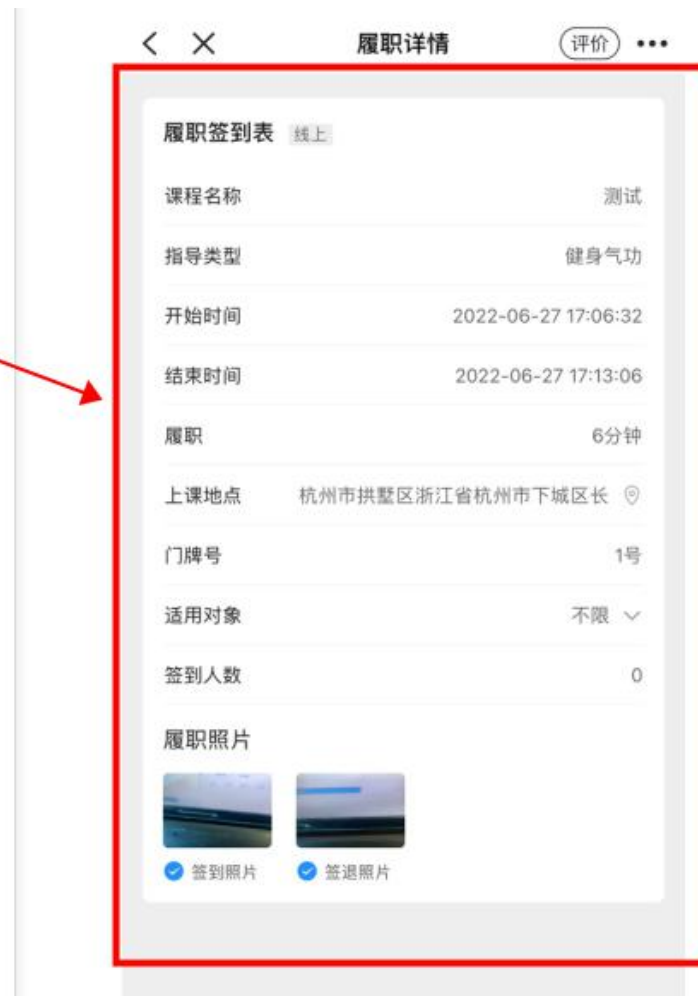 履职详情 评价
履职签到表 线上
课程名称 测试
指导类型 健身气功
开始时间 2022-06-27 17:06:32
结束时间 2022-06-27 17:13:06
履职 6分钟
上课地点 杭州市拱墅区浙江省杭州市下城区长
门牌号 1号
适用对象 不限
签到人数 0
履职照片
签到照片 签退照片